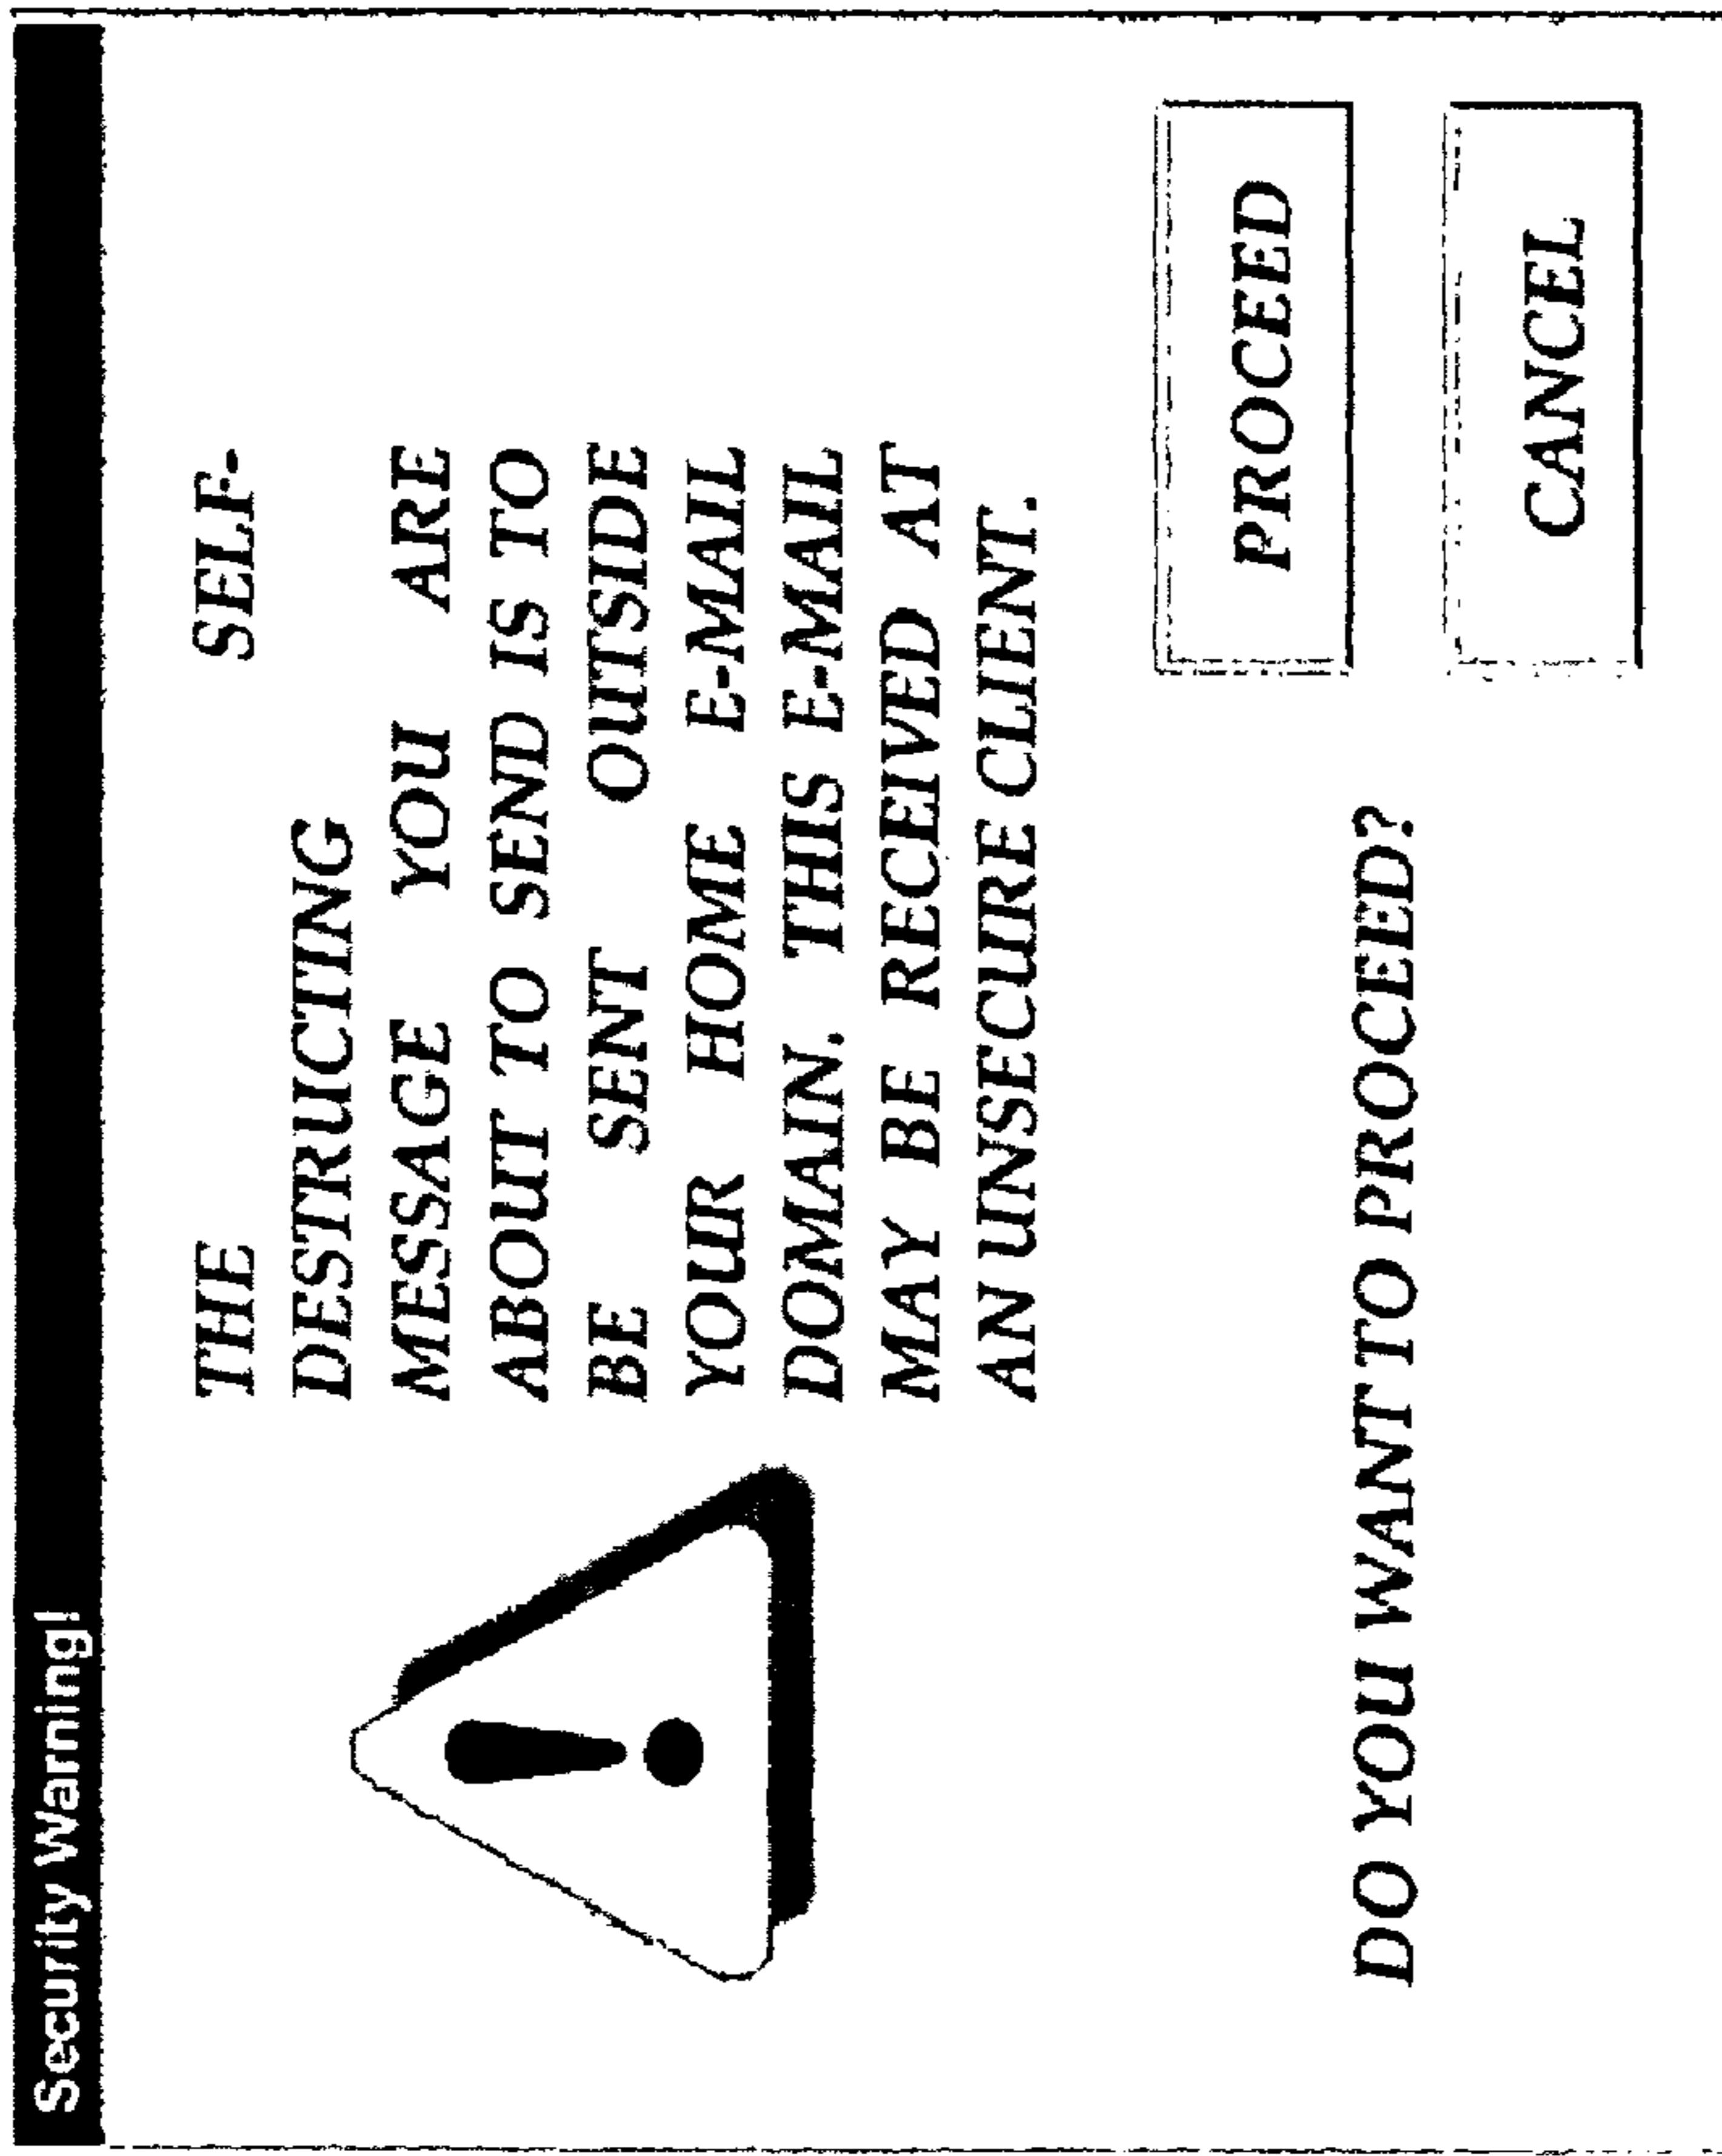 Security Warning!
THE SELF-
DESTRUCTING
MESSAGE YOU ARE
ABOUT TO SEND IS TO
BE SENT OUTSIDE
YOUR HOME E-MAIL
DOMAIN. THIS E-MAIL
MAY BE RECEIVED AT
AN UNSECURE CLIENT.
DO YOU WANT TO PROCEED?
PROCEED
CANCEL